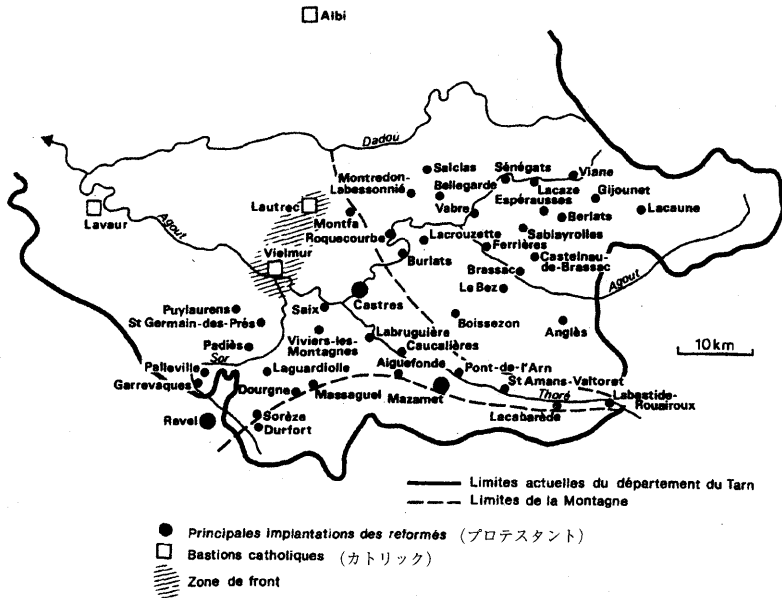 Albi
Dadou
Salclas
Sénégats
Viane
Montredon-
Labessonnié
Bellegarde
Lacaze
Gijounet
Espérausses
Lautrec
Vabre
Berlats
Lacaune
Lavaur
Montfa
Agout
Roquecourbe
Lacrouzette
Sablayrolles
Ferrières
Vielmur
Burlats
Castelnau-
de-Brassac
Brassac
Agout
Le Bez
Castres
Puylaurens
Saix
St Germain-des-Prés
Boissezon
Anglès
10 km
Viviers-les-
Montagnes
Labruguière
Padiès
Caucalières
Sor
Aiguefonde
Pont-de-l'Arn
Palleville
Laguardiolle
St Amans-Valtoret
Garrevaques
Dourgne
Massaguel
Mazamet
Thoré
Labastide-
Rouairoux
Lacabarède
Revel
Sorèze
Durfort
Limites actuelles du département du Tarn
Limites de la Montagne
Principales implantations des reformés (プロテスタント)
Bastions catholiques (カトリック)
Zone de front